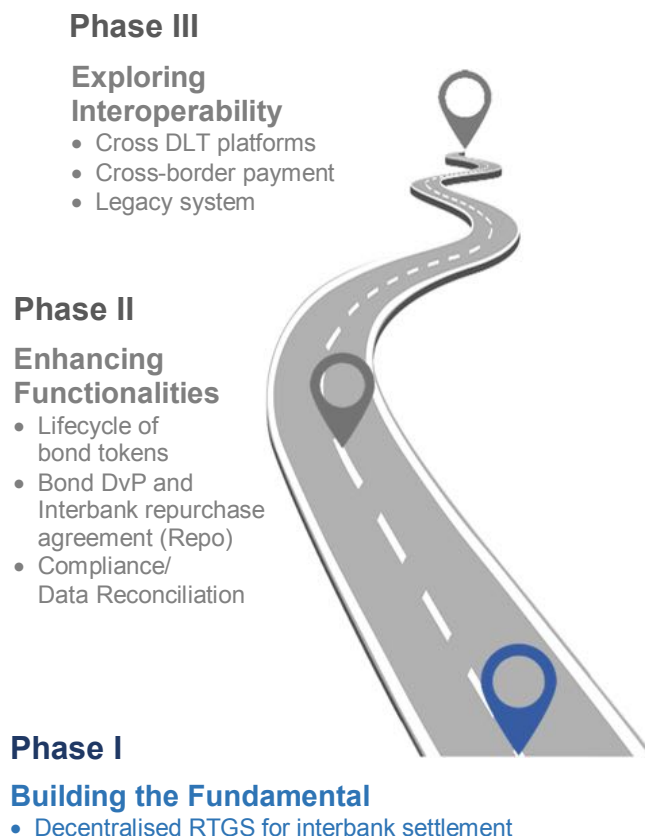 Phase III
Exploring
Interoperability
• Cross DLT platforms
• Cross-border payment
• Legacy system
Phase II
Enhancing
Functionalities
• Lifecycle of
bond tokens
• Bond DvP and
Interbank repurchase
agreement (Repo)
• Compliance/
Data Reconciliation
Phase I
Building the Fundamental
• Decentralised RTGS for interbank settlement